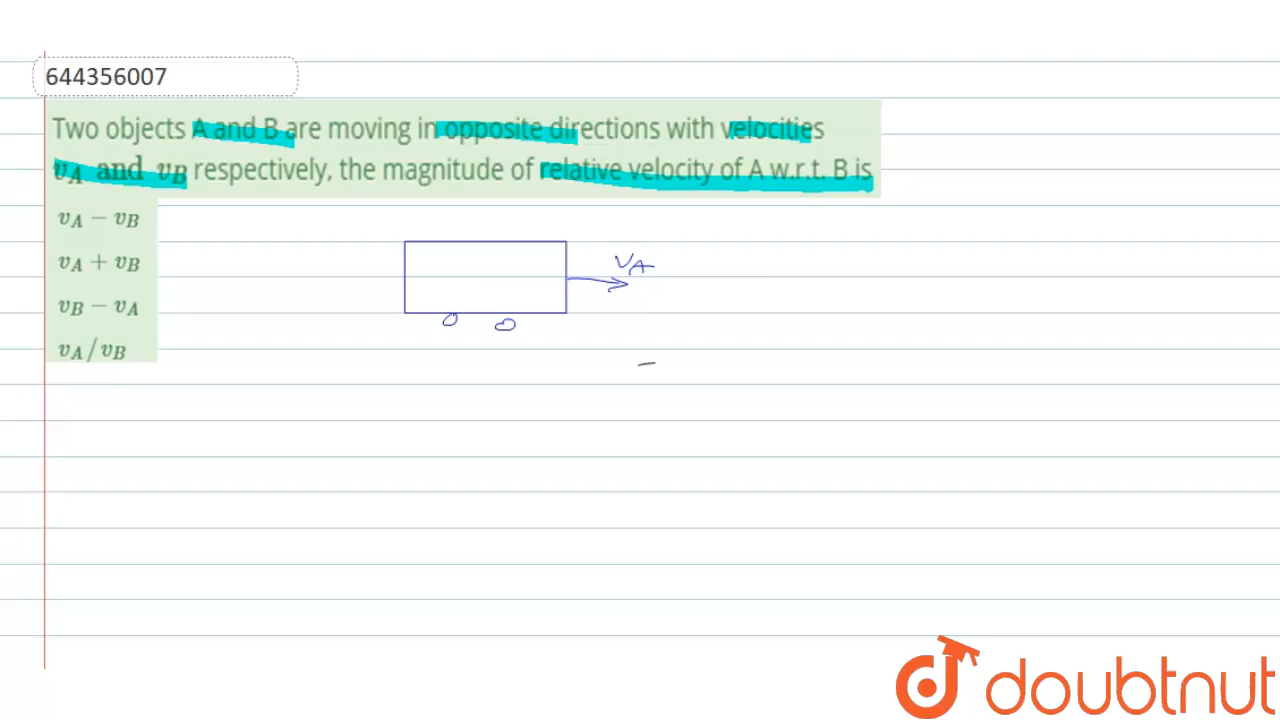 644356007
Two objects A and B are moving in opposite directions with velocities
v_A and v_B respectively, the magnitude of relative velocity of A w.r.t. B is
v_A − v_B
v_A + v_B
v_B − v_A
v_A/v_B
V_A
doubtnut